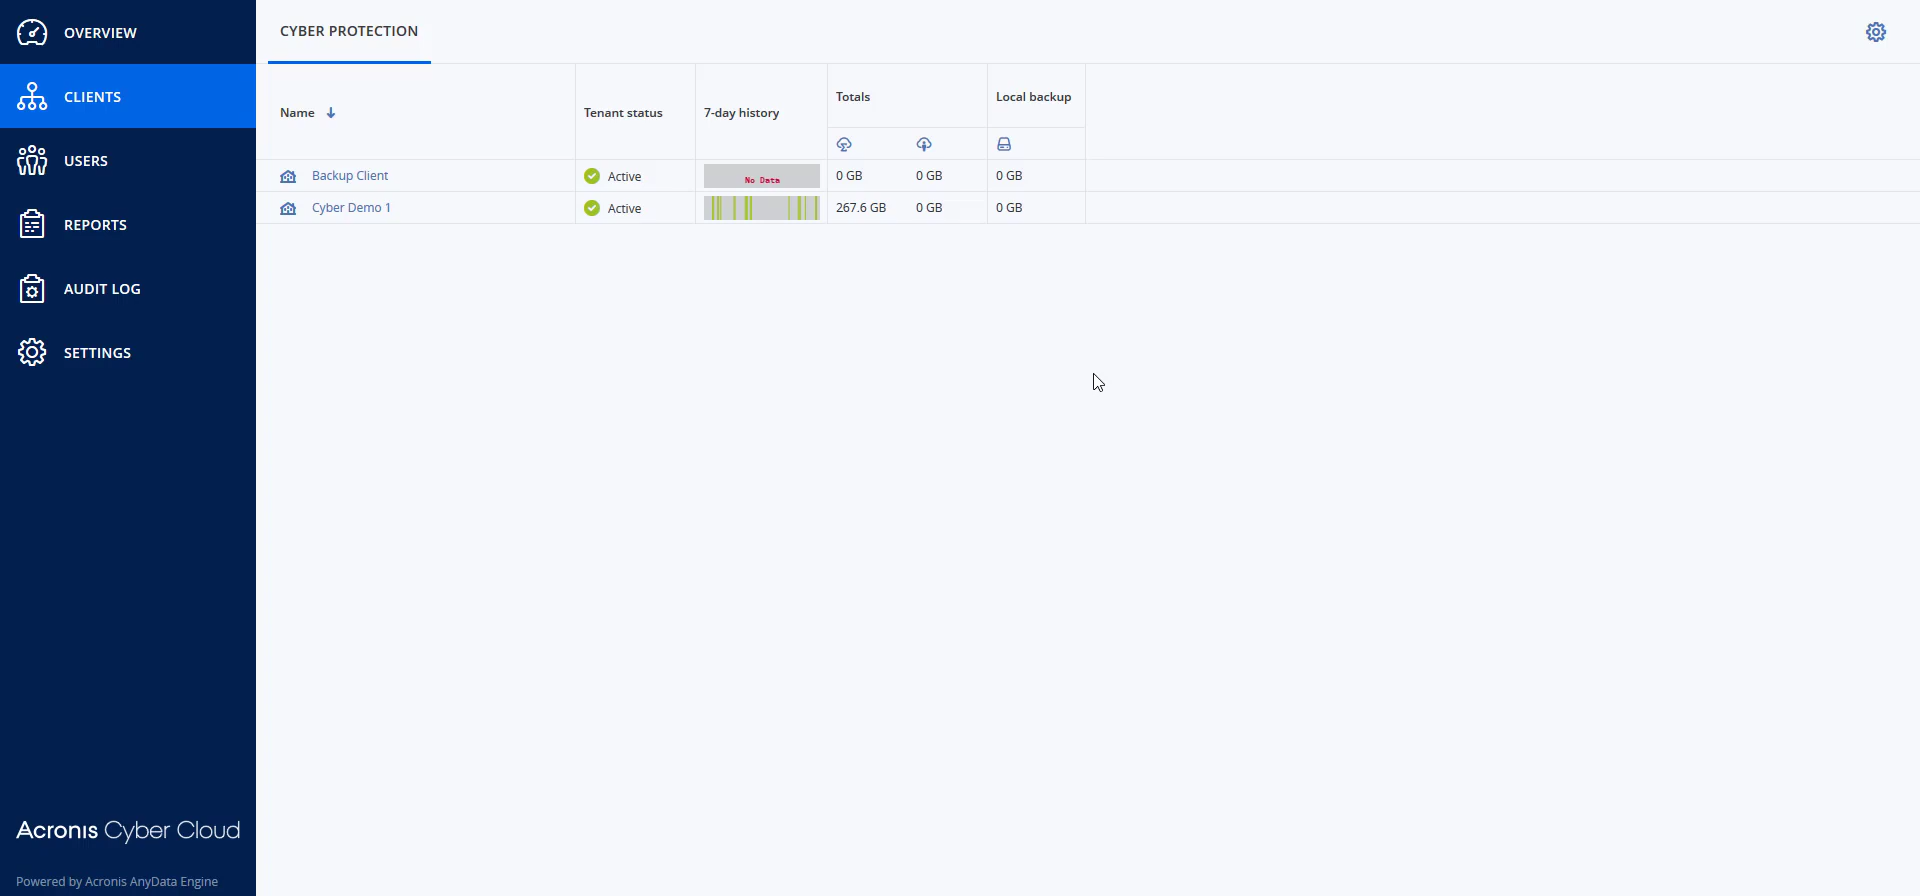 OVERVIEW
CLIENTS
USERS
REPORTS
AUDIT LOG
SETTINGS
Acronis Cyber Cloud
Powered by Acronis AnyData Engine
CYBER PROTECTION
Name Tenant status 7-day history Totals Local backup
Backup Client Active No Data 0 GB 0 GB 0 GB
Cyber Demo 1 Active 267.6 GB 0 GB 0 GB